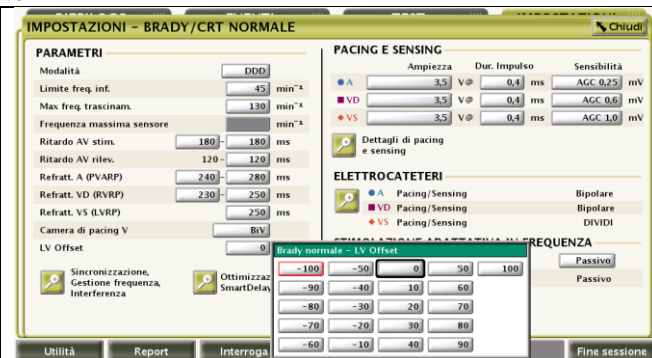 IMPOSTAZIONI - BRADY/CRT NORMALE
Chiudi
PARAMETRI
Modalità DDD
Limite freq. inf. 45 min⁻¹
Max freq. trascinam. 130 min⁻¹
Frequenza massima sensore min⁻¹
Ritardo AV stim. 180 - 180 ms
Ritardo AV rilev. 120 - 120 ms
Refratt. A (PVARP) 240 - 280 ms
Refratt. VD (RVRP) 230 - 250 ms
Refratt. VS (LVRP) 250 ms
Camera di pacing V BiV
LV Offset 0
Sincronizzazione,
Gestione frequenza,
Interferenza
Ottimizzaz
SmartDelay
PACING E SENSING
Ampiezza Dur. Impulso Sensibilità
A 3,5 V@ 0,4 ms AGC 0,25 mV
VD 3,5 V@ 0,4 ms AGC 0,6 mV
VS 3,5 V@ 0,4 ms AGC 1,0 mV
Dettagli di pacing
e sensing
ELETTROCATETERI
A Pacing/Sensing Bipolare
VD Pacing/Sensing Bipolare
VS Pacing/Sensing DIVIDI
STIMOLAZIONE ADATTATIVA IN FREQUENZA
Passivo
Passivo
Brady normale - LV Offset
-100 -50 0 50 100
-90 -40 10 60
-80 -30 20 70
-70 -20 30 80
-60 -10 40 90
Utilità Report Interroga Fine sessione